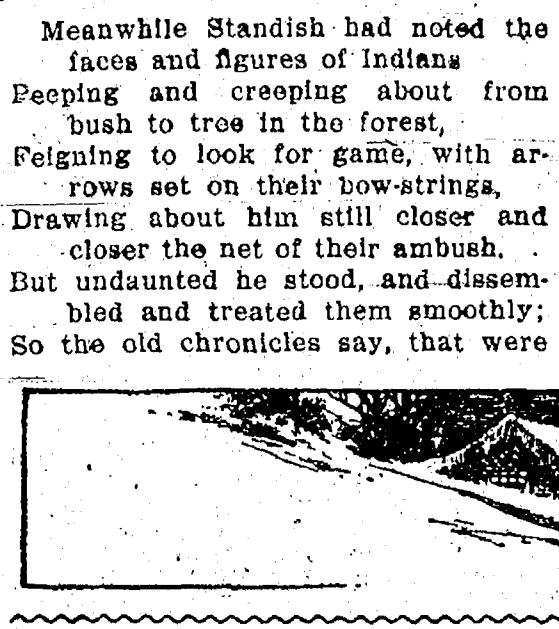 Meanwhile Standish had noted the
faces and figures of Indians
Peeping and creeping about from
bush to tree in the forest,
Feigning to look for game, with ar-
rows set on their bow-strings,
Drawing about him still closer and
closer the net of their ambush.
But undaunted he stood, and dissem-
bled and treated them smoothly;
So the old chronicles say, that were